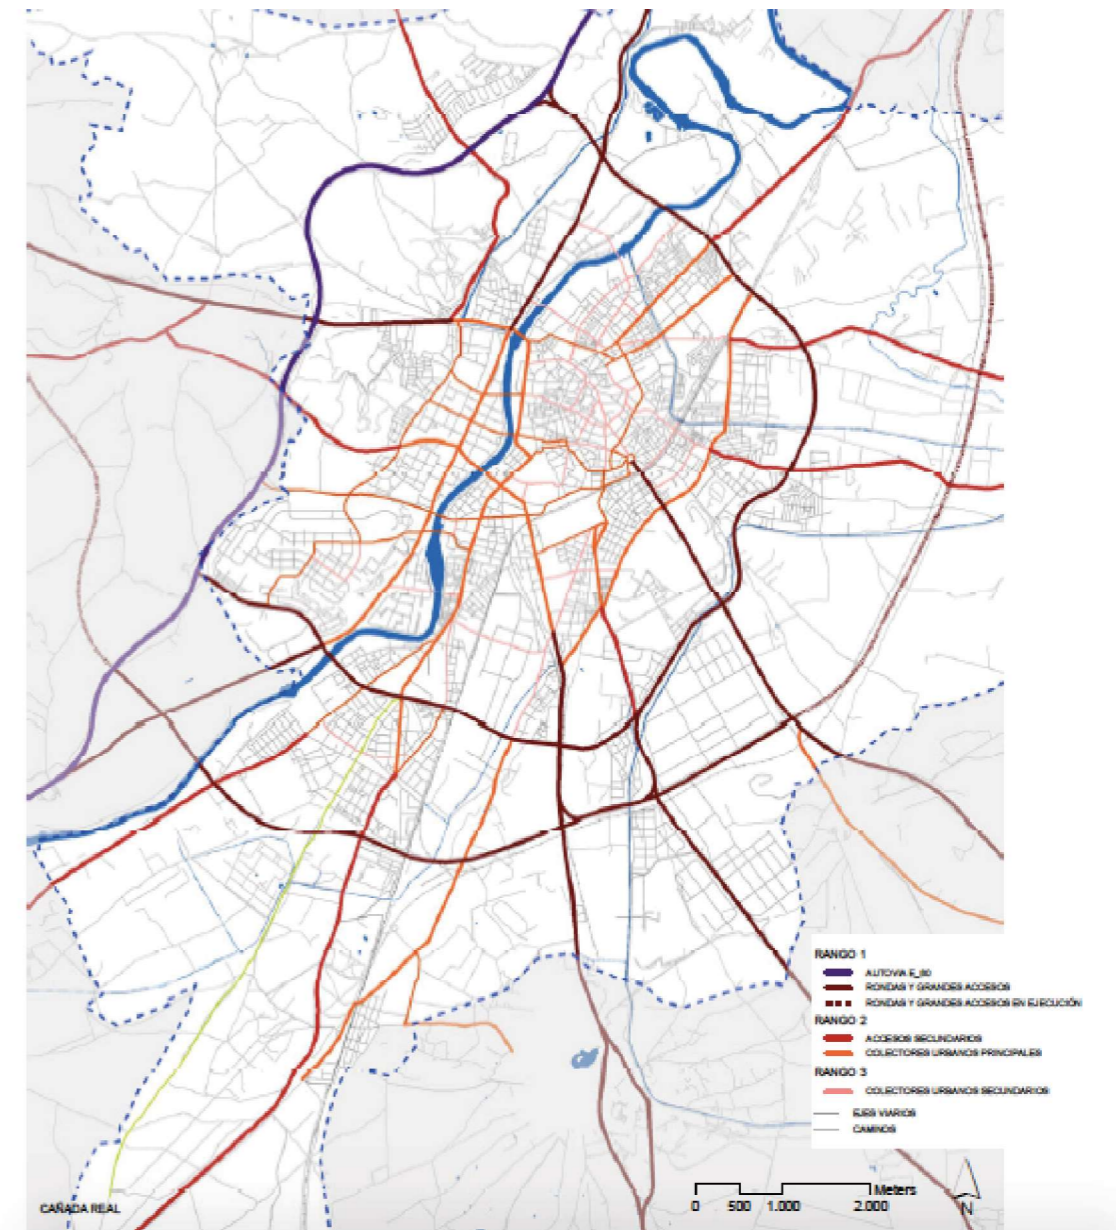 RANGO 1
AUTOVIA E_80
RONDAS Y GRANDES ACCESOS
RONDAS Y GRANDES ACCESOS EN EJECUCIÓN
RANGO 2
ACCESOS SECUNDARIOS
COLECTORES URBANOS PRINCIPALES
RANGO 3
COLECTORES URBANOS SECUNDARIOS
EJES VIARIOS
CAMINOS
CAÑADA REAL
Meters
0 500 1.000 2.000
N